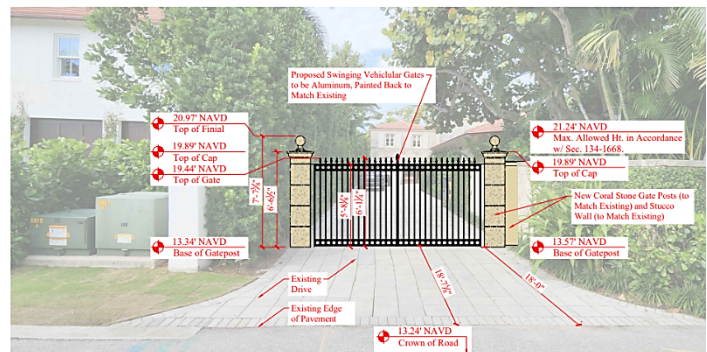 Proposed Swinging Vehiclular Gates
to be Aluminum, Painted Back to
Match Existing
20.97' NAVD
Top of Finial
19.89' NAVD
Top of Cap
19.44' NAVD
Top of Gate
13.34' NAVD
Base of Gatepost
7'-7⅝"
6'-6½"
5'-8¾"
6'-1½"
21.24' NAVD
Max. Allowed Ht. in Accordance
w/ Sec. 134-1668.
19.89' NAVD
Top of Cap
New Coral Stone Gate Posts (to
Match Existing) and Stucco
Wall (to Match Existing)
13.57' NAVD
Base of Gatepost
Existing
Drive
Existing Edge
of Pavement
18'-7⅝"
18'-0"
13.24' NAVD
Crown of Road